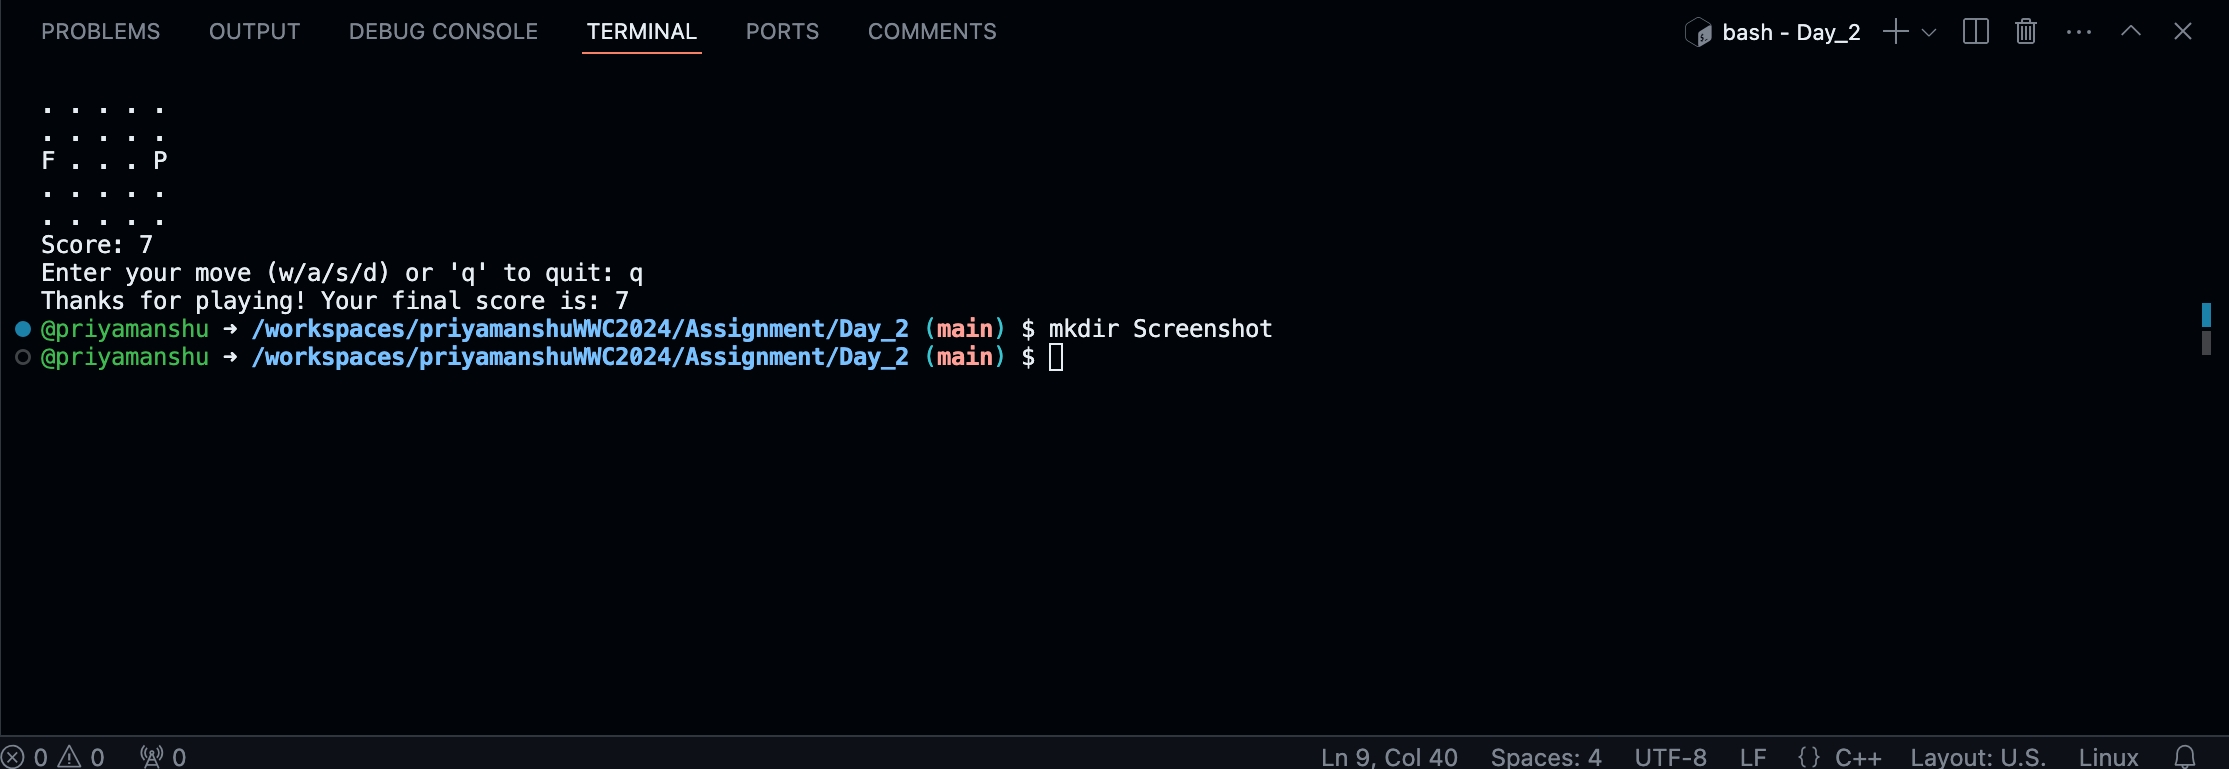 PROBLEMS OUTPUT DEBUG CONSOLE TERMINAL PORTS COMMENTS bash - Day_2
. . . . .
. . . . .
F . . . P
. . . . .
. . . . .
Score: 7
Enter your move (w/a/s/d) or 'q' to quit: q
Thanks for playing! Your final score is: 7
@priyamanshu ➜ /workspaces/priyamanshuWWC2024/Assignment/Day_2 (main) $ mkdir Screenshot
@priyamanshu ➜ /workspaces/priyamanshuWWC2024/Assignment/Day_2 (main) $
0 0 0 Ln 9, Col 40 Spaces: 4 UTF-8 LF {} C++ Layout: U.S. Linux